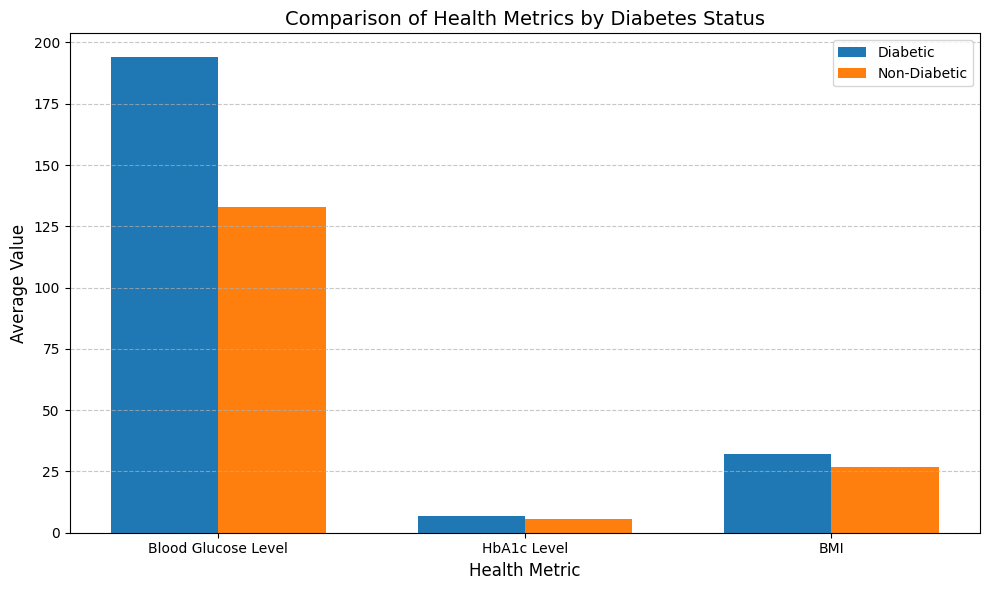 Comparison of Health Metrics by Diabetes Status
Diabetic
Non-Diabetic
200
175
150
125
100
75
50
25
0
Average Value
Blood Glucose Level
HbA1c Level
BMI
Health Metric